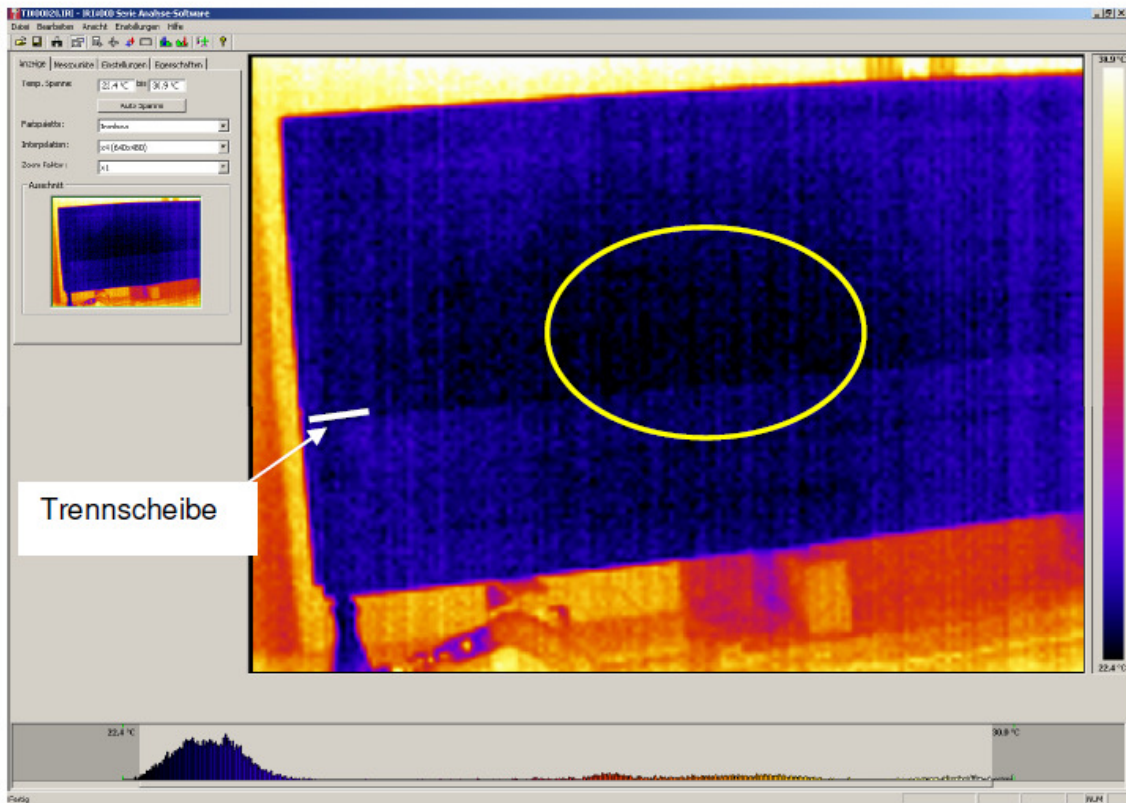 TI000020.IRI - IRI4000 Serie Analyse-Software
Datei Bearbeiten Ansicht Einstellungen Hilfe
Anzeige Messpunkte Einstellungen Eigenschaften
Temp. Spanne: 22.4 °C bis 30.9 °C
Auto Spanne
Farbpalette:
Interpolation: x4 (640x480)
Zoom Faktor: x1
Ausschnitt
30.9 °C
Trennscheibe
22.4 °C
22.4 °C 30.9 °C
Fertig NUM